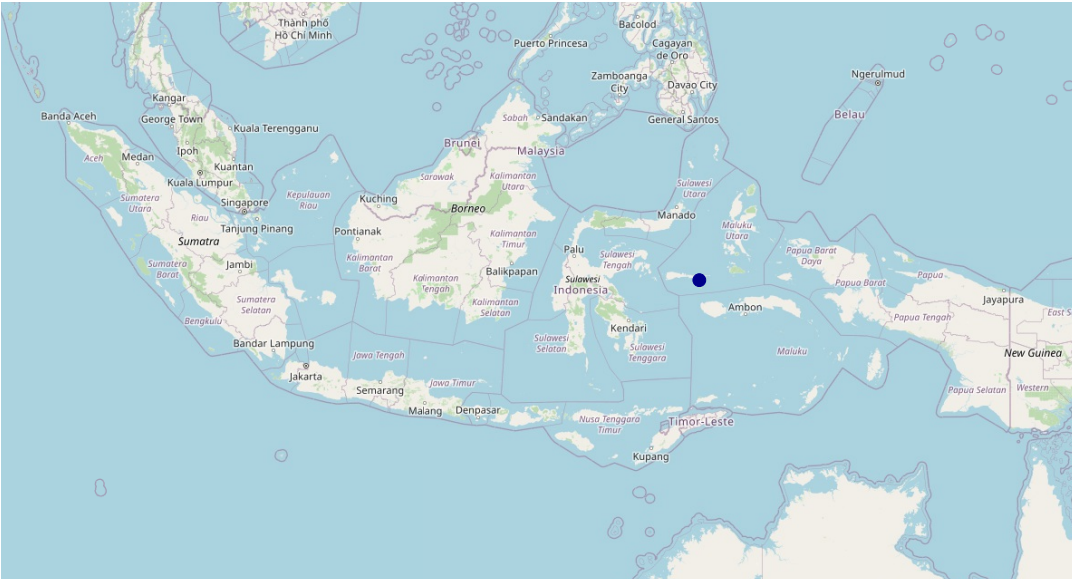 Thành phố
Hồ Chí Minh
Bacolod
Puerto Princesa
Cagayan
de Oro
Zamboanga
City
Davao City
General Santos
Ngerulmud
Belau
Kangar
Banda Aceh
George Town
Kuala Terengganu
Ipoh
Kuantan
Kuala Lumpur
Aceh
Medan
Sabah
Sandakan
Brunei
Malaysia
Sarawak
Kalimantan
Utara
Sulawesi
Utara
Sumatera
Utara
Riau
Singapore
Kepulauan
Riau
Kuching
Borneo
Manado
Maluku
Utara
Tanjung Pinang
Sumatra
Pontianak
Kalimantan
Timur
Palu
Sulawesi
Tengah
Papua Barat
Daya
Papua Barat
Papua
Sumatera
Barat
Jambi
Kalimantan
Barat
Balikpapan
Kalimantan
Tengah
Sulawesi
Indonesia
Sumatera
Selatan
Kalimantan
Selatan
Ambon
Jayapura
East S
Papua Tengah
Bengkulu
Kendari
Bandar Lampung
Sulawesi
Selatan
Sulawesi
Tenggara
Maluku
New Guinea
Jawa Tengah
Jakarta
Semarang
Jawa Timur
Malang
Denpasar
Papua Selatan
Western
Nusa Tenggara
Timur
Timor-Leste
Kupang